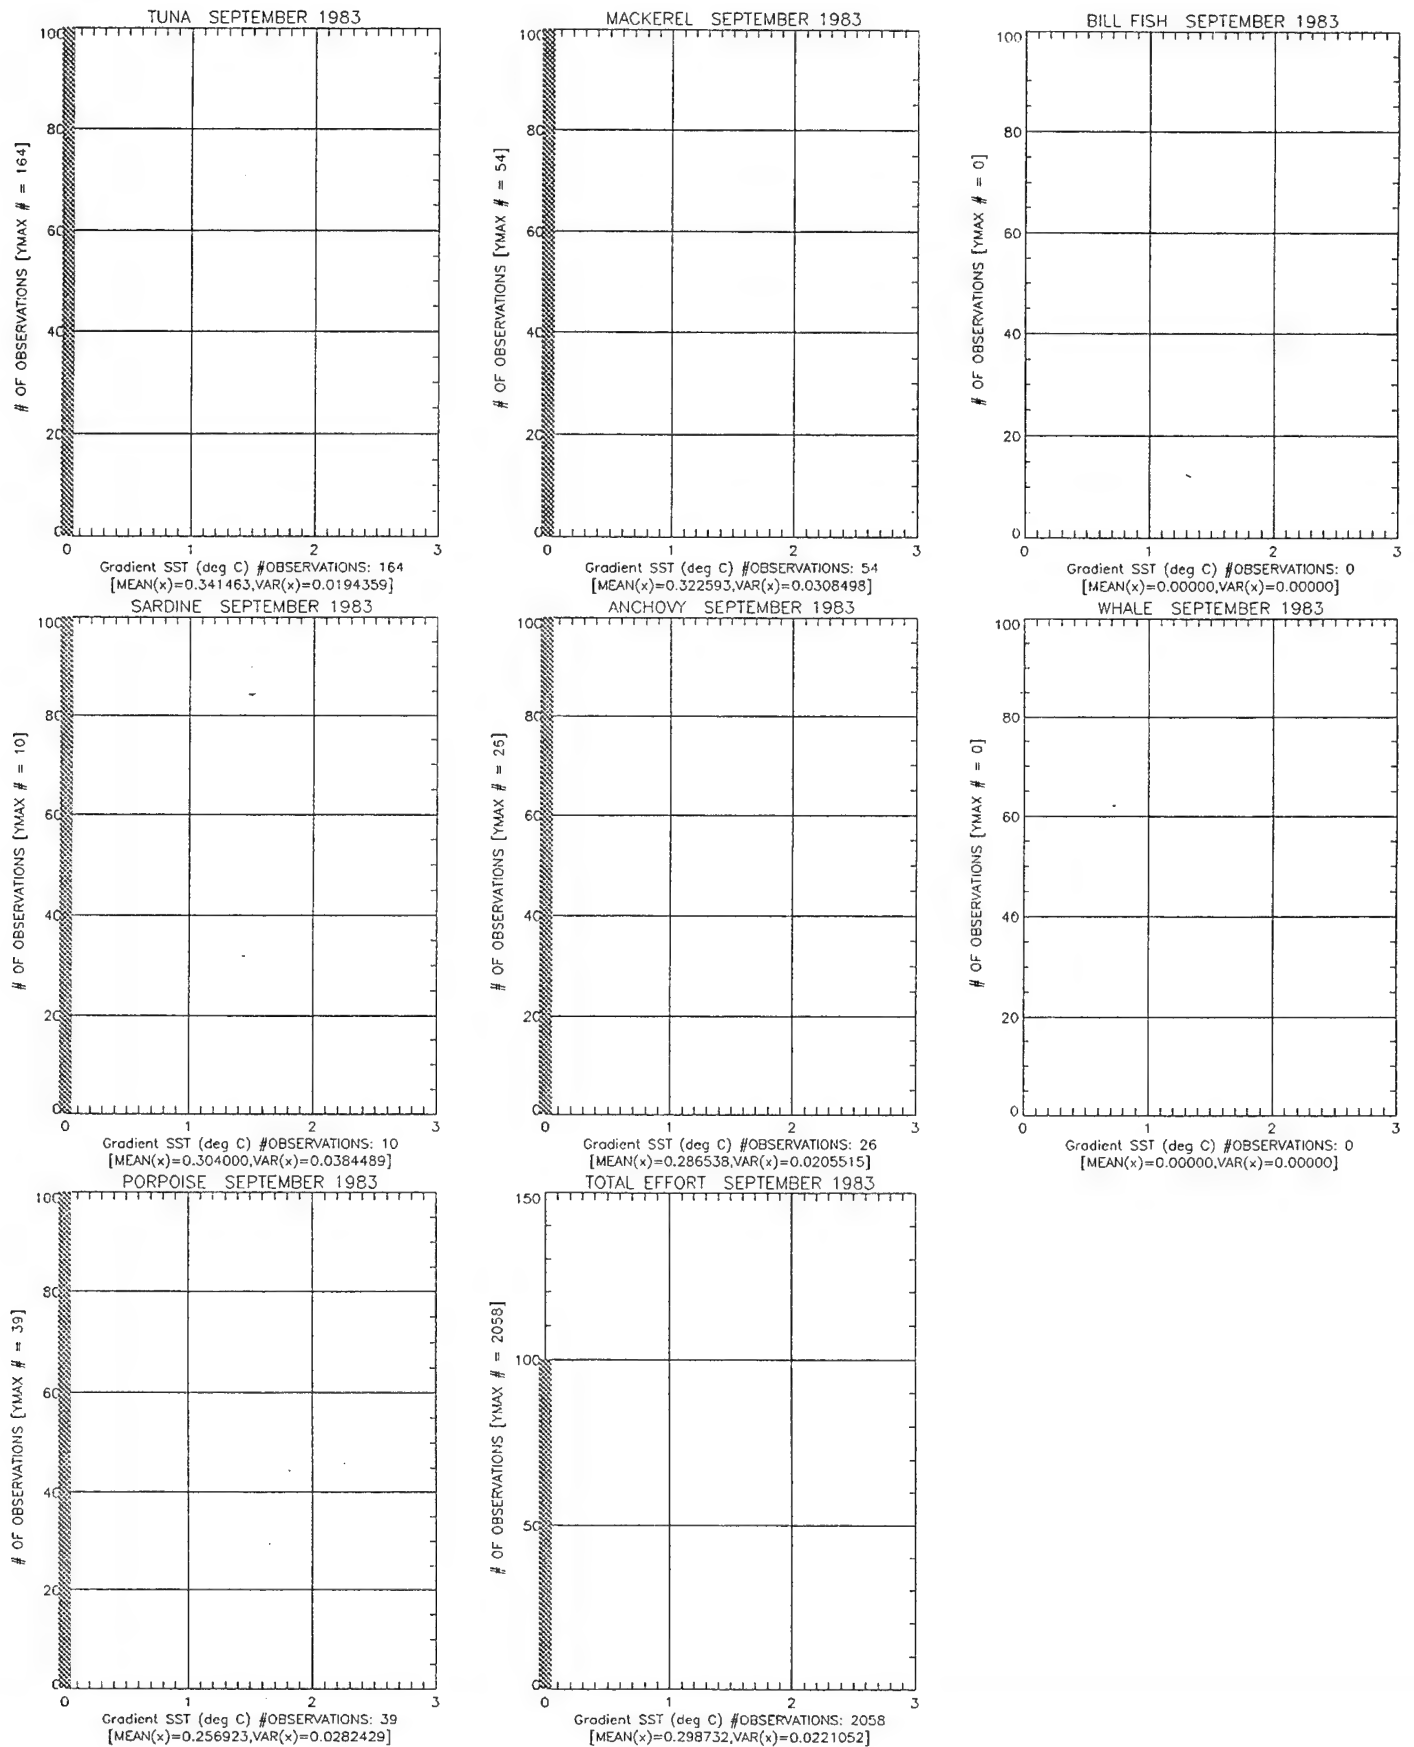 TUNA SEPTEMBER 1983
100
80
60
40
20
0
# OF OBSERVATIONS [YMAX # = 164]
0 1 2 3
Gradient SST (deg C) #OBSERVATIONS: 164
[MEAN(x)=0.341463,VAR(x)=0.0194359]
MACKEREL SEPTEMBER 1983
100
80
60
40
20
0
# OF OBSERVATIONS [YMAX # = 54]
0 1 2 3
Gradient SST (deg C) #OBSERVATIONS: 54
[MEAN(x)=0.322593,VAR(x)=0.0308498]
BILL FISH SEPTEMBER 1983
100
80
60
40
20
0
# OF OBSERVATIONS [YMAX # = 0]
0 1 2 3
Gradient SST (deg C) #OBSERVATIONS: 0
[MEAN(x)=0.00000,VAR(x)=0.00000]
SARDINE SEPTEMBER 1983
100
80
60
40
20
0
# OF OBSERVATIONS [YMAX # = 10]
0 1 2 3
Gradient SST (deg C) #OBSERVATIONS: 10
[MEAN(x)=0.304000,VAR(x)=0.0384489]
ANCHOVY SEPTEMBER 1983
100
80
60
40
20
0
# OF OBSERVATIONS [YMAX # = 26]
0 1 2 3
Gradient SST (deg C) #OBSERVATIONS: 26
[MEAN(x)=0.286538,VAR(x)=0.0205515]
WHALE SEPTEMBER 1983
100
80
60
40
20
0
# OF OBSERVATIONS [YMAX # = 0]
0 1 2 3
Gradient SST (deg C) #OBSERVATIONS: 0
[MEAN(x)=0.00000,VAR(x)=0.00000]
PORPOISE SEPTEMBER 1983
100
80
60
40
20
0
# OF OBSERVATIONS [YMAX # = 39]
0 1 2 3
Gradient SST (deg C) #OBSERVATIONS: 39
[MEAN(x)=0.256923,VAR(x)=0.0282429]
TOTAL EFFORT SEPTEMBER 1983
150
100
50
0
# OF OBSERVATIONS [YMAX # = 2058]
0 1 2 3
Gradient SST (deg C) #OBSERVATIONS: 2058
[MEAN(x)=0.298732,VAR(x)=0.0221052]